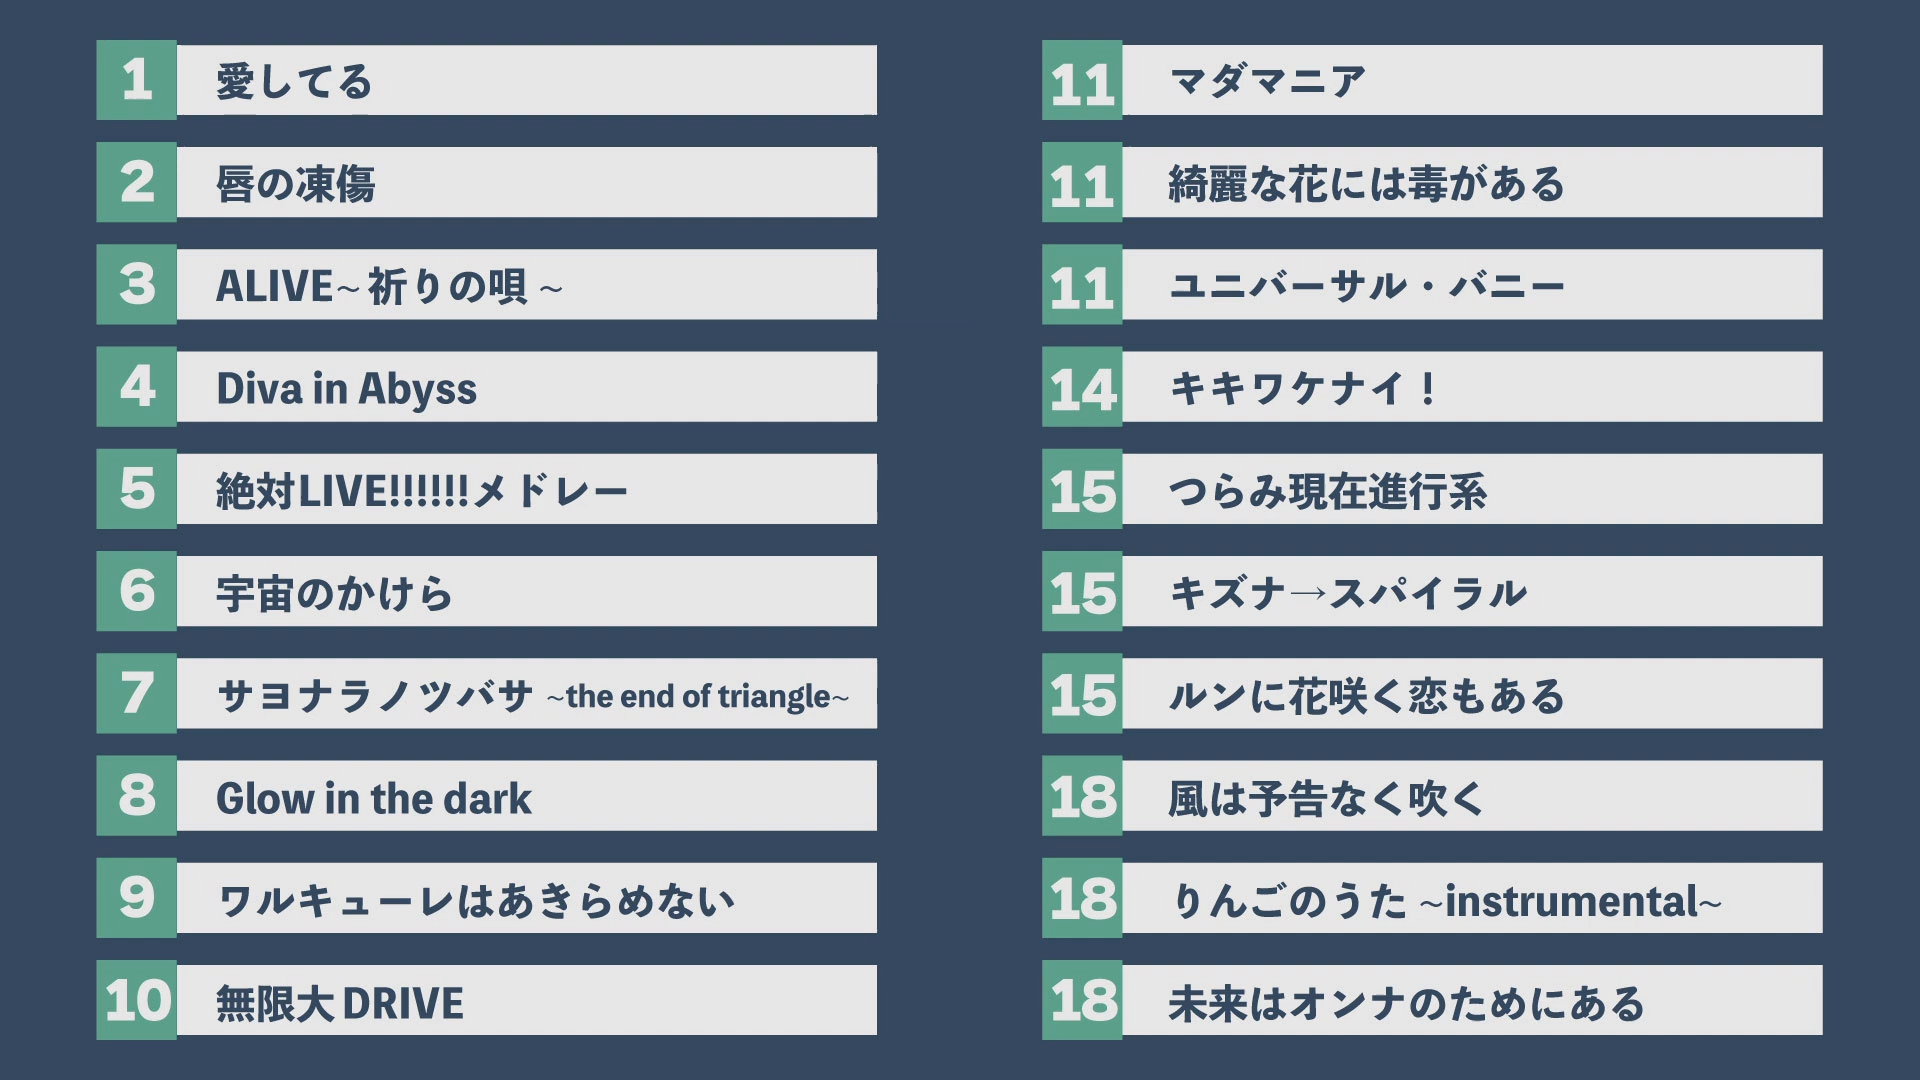 1 愛してる
2 唇の凍傷
3 ALIVE~祈りの唄~
4 Diva in Abyss
5 絶対LIVE!!!!!!メドレー
6 宇宙のかけら
7 サヨナラノツバサ ~the end of triangle~
8 Glow in the dark
9 ワルキューレはあきらめない
10 無限大DRIVE
11 マダマニア
11 綺麗な花には毒がある
11 ユニバーサル・バニー
14 キキワケナイ！
15 つらみ現在進行系
15 キズナ→スパイラル
15 ルンに花咲く恋もある
18 風は予告なく吹く
18 りんごのうた ~instrumental~
18 未来はオンナのためにある